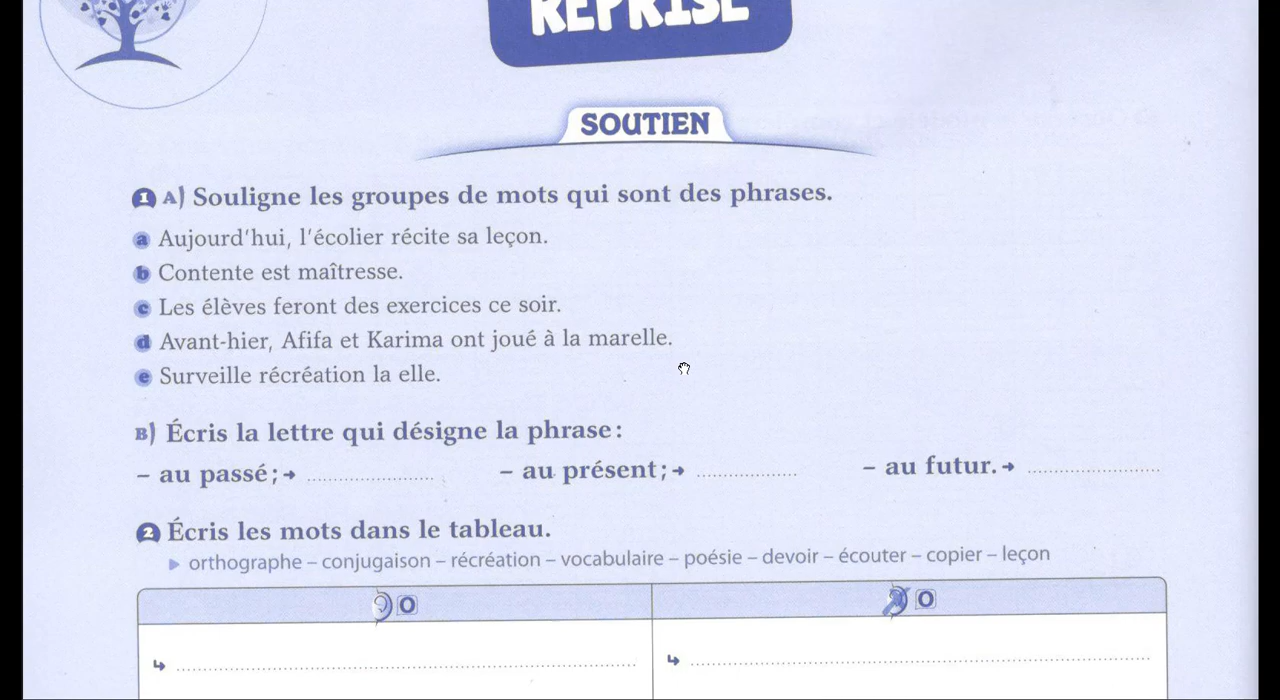 REPRISE
SOUTIEN
1 A) Souligne les groupes de mots qui sont des phrases.
a Aujourd'hui, l'écolier récite sa leçon.
b Contente est maîtresse.
c Les élèves feront des exercices ce soir.
d Avant-hier, Afifa et Karima ont joué à la marelle.
e Surveille récréation la elle.
B) Écris la lettre qui désigne la phrase :
– au passé ; → ........................ – au présent ; → .................... – au futur. → ........................
2 Écris les mots dans le tableau.
▶ orthographe – conjugaison – récréation – vocabulaire – poésie – devoir – écouter – copier – leçon
O O